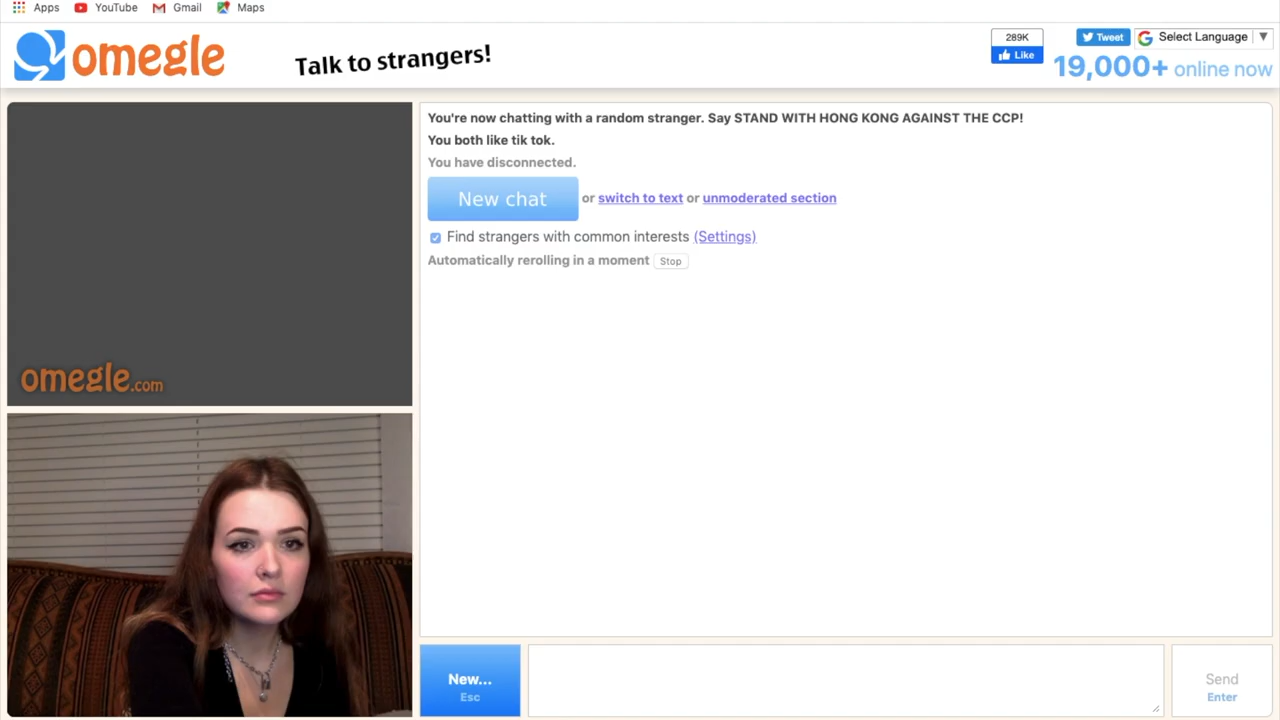 Apps YouTube Gmail Maps
omegle
Talk to strangers!
289K
Like
Tweet
Select Language ▼
19,000+ online now
You're now chatting with a random stranger. Say STAND WITH HONG KONG AGAINST THE CCP!
You both like tik tok.
You have disconnected.
New chat or switch to text or unmoderated section
Find strangers with common interests (Settings)
Automatically rerolling in a moment Stop
omegle.com
New...
Esc
Send
Enter